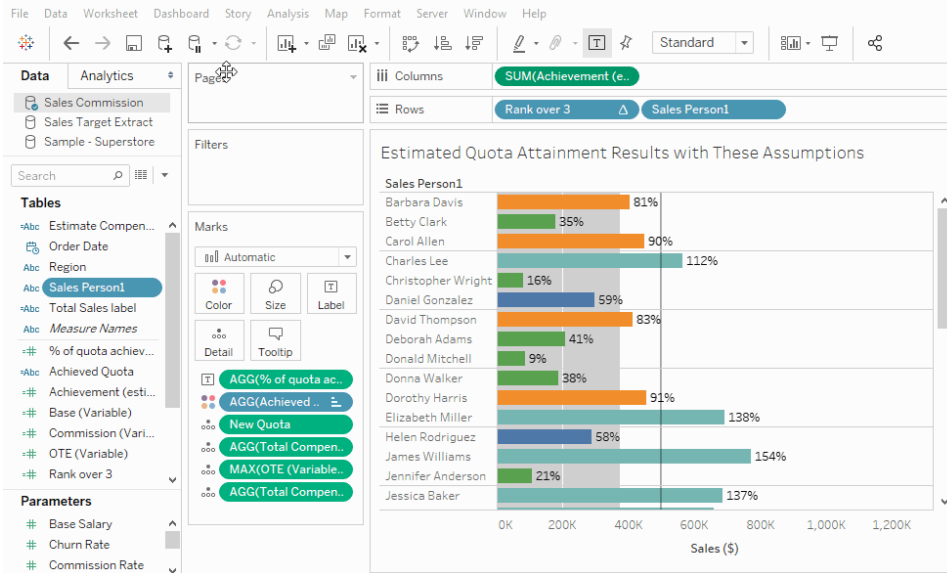 File Data Worksheet Dashboard Story Analysis Map Format Server Window Help
Standard
Data Analytics
Sales Commission
Sales Target Extract
Sample - Superstore
Search
Tables
Abc Estimate Compen...
Order Date
Abc Region
Abc Sales Person1
Abc Total Sales label
Abc Measure Names
# % of quota achiev...
Abc Achieved Quota
# Achievement (esti...
# Base (Variable)
# Commission (Vari...
# OTE (Variable)
# Rank over 3
Parameters
# Base Salary
# Churn Rate
# Commission Rate
Pages
Filters
Marks
Automatic
Color Size Label
Detail Tooltip
AGG(% of quota ac..
AGG(Achieved ..
New Quota
AGG(Total Compen..
MAX(OTE (Variable..
AGG(Total Compen..
Columns SUM(Achievement (e..
Rows Rank over 3 Sales Person1
Estimated Quota Attainment Results with These Assumptions
Sales Person1
Barbara Davis 81%
Betty Clark 35%
Carol Allen 90%
Charles Lee 112%
Christopher Wright 16%
Daniel Gonzalez 59%
David Thompson 83%
Deborah Adams 41%
Donald Mitchell 9%
Donna Walker 38%
Dorothy Harris 91%
Elizabeth Miller 138%
Helen Rodriguez 58%
James Williams 154%
Jennifer Anderson 21%
Jessica Baker 137%
0K 200K 400K 600K 800K 1,000K 1,200K
Sales ($)